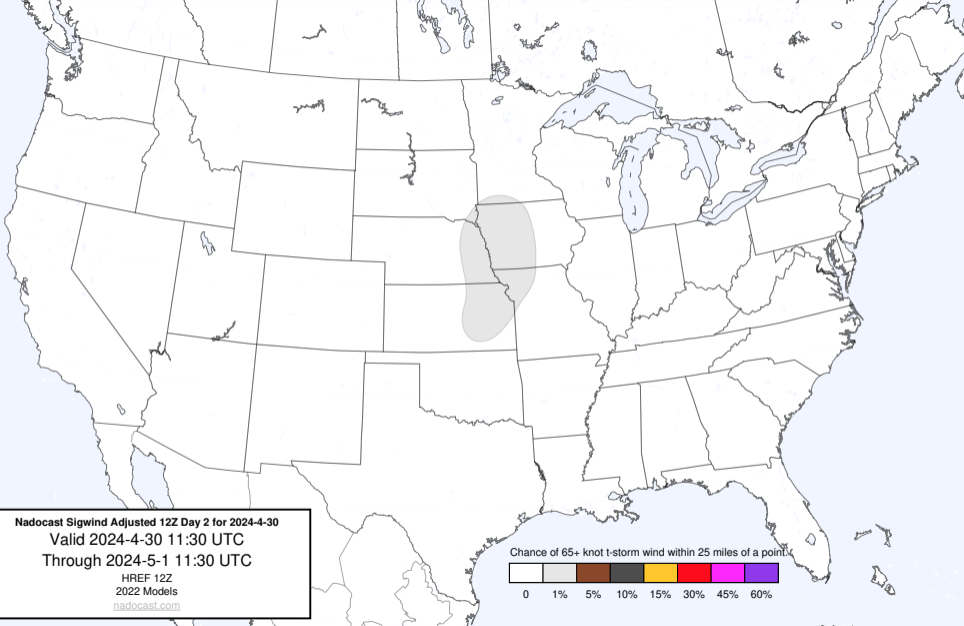 Nadocast Sigwind Adjusted 12Z Day 2 for 2024-4-30
Valid 2024-4-30 11:30 UTC
Through 2024-5-1 11:30 UTC
HREF 12Z
2022 Models
nadocast.com
Chance of 65+ knot t-storm wind within 25 miles of a point.
0 1% 5% 10% 15% 30% 45% 60%